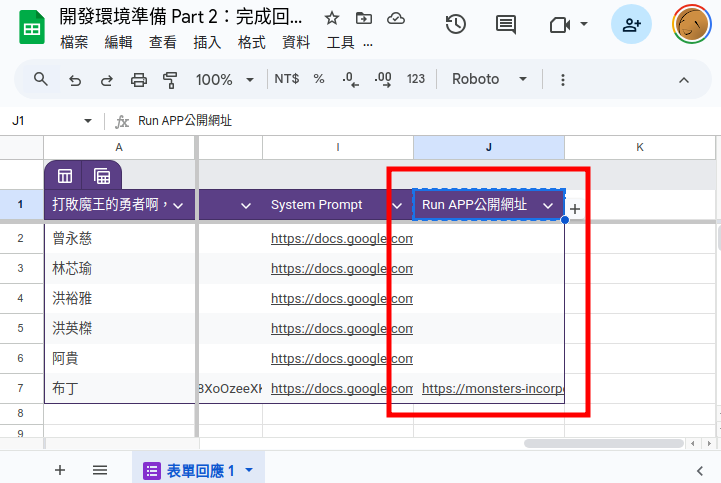 開發環境準備 Part 2：完成回...
檔案 編輯 查看 插入 格式 資料 工具 ...
100% NT$ % .0 .00 123 Roboto
J1 fx Run APP公開網址
A I J K
1 打敗魔王的勇者啊， System Prompt Run APP公開網址
2 曾永慈 https://docs.google.com
3 林芯瑜 https://docs.google.com
4 洪裕雅 https://docs.google.com
5 洪英櫸 https://docs.google.com
6 阿貴 https://docs.google.com
7 布丁 8XoOzeeXH https://docs.google.com https://monsters-incorpo
8
9
表單回應 1